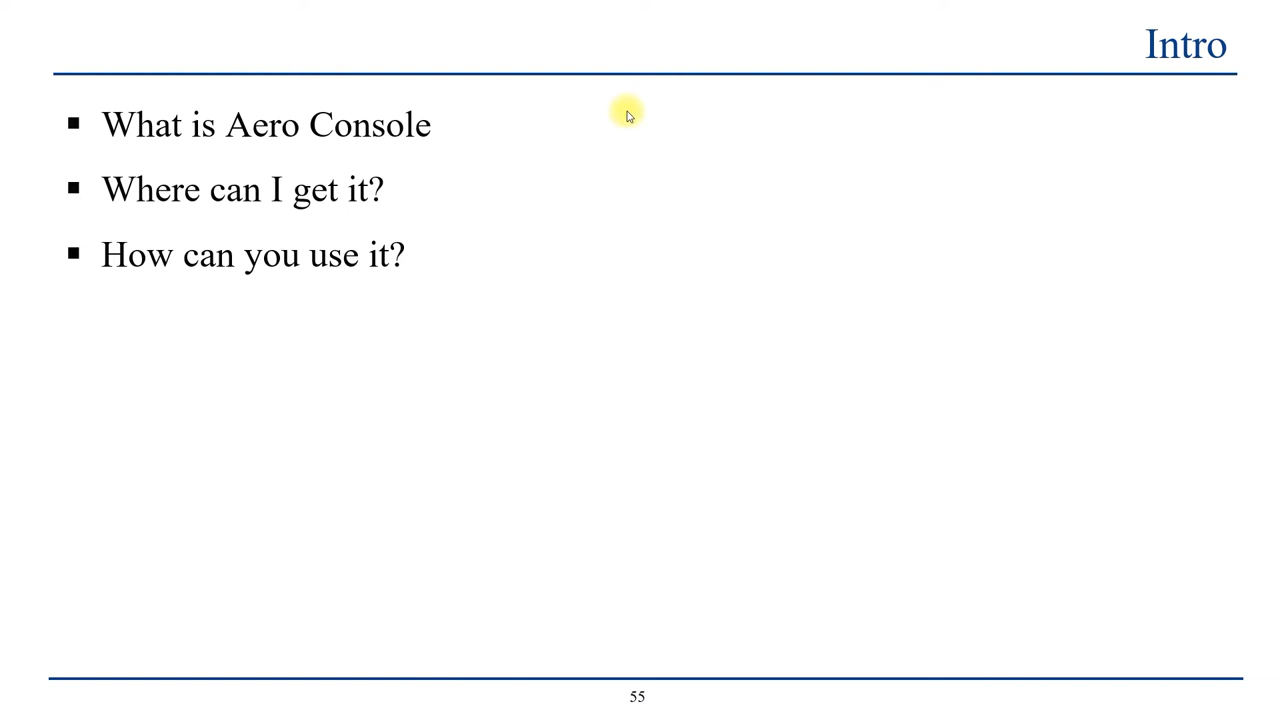 Intro
What is Aero Console
Where can I get it?
How can you use it?
55